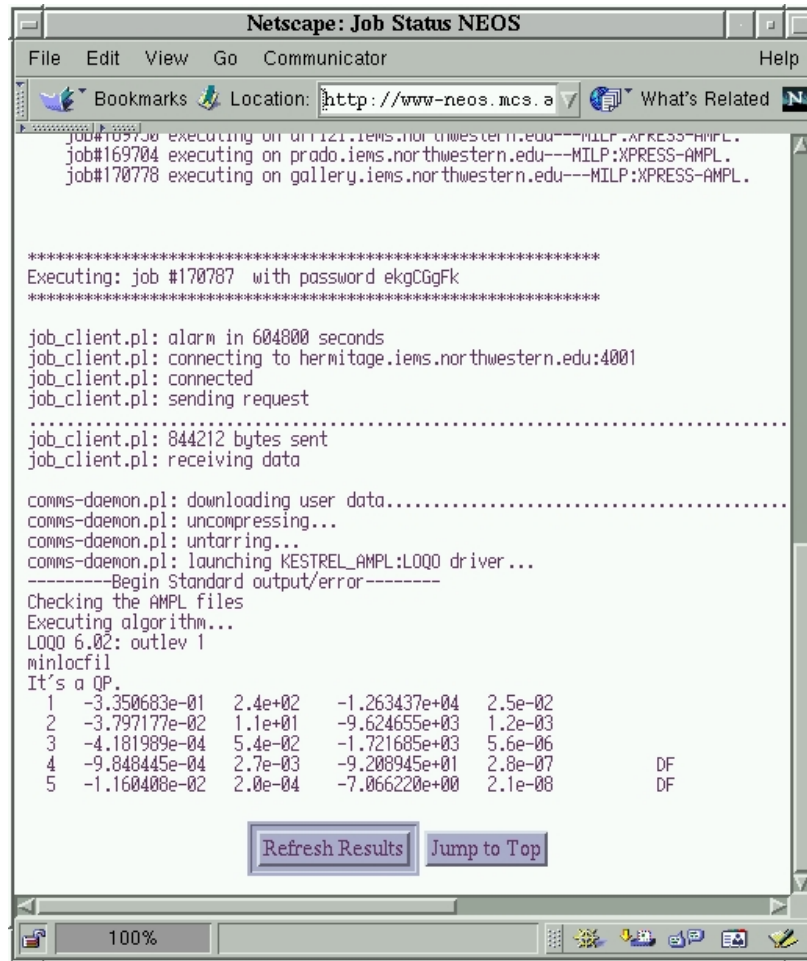 Netscape: Job Status NEOS
File Edit View Go Communicator Help
Bookmarks Location: http://www-neos.mcs.a What's Related N
executing on
job#169704 executing on prado.iems.northwestern.edu---MILP:XPRESS-AMPL.
job#170778 executing on gallery.iems.northwestern.edu---MILP:XPRESS-AMPL.
*************************************************************
Executing: job #170787 with password ekgCGgFk
*************************************************************
job_client.pl: alarm in 604800 seconds
job_client.pl: connecting to hermitage.iems.northwestern.edu:4001
job_client.pl: connected
job_client.pl: sending request
.................................................................................
job_client.pl: 844212 bytes sent
job_client.pl: receiving data
comms-daemon.pl: downloading user data...........................................
comms-daemon.pl: uncompressing...
comms-daemon.pl: untarring...
comms-daemon.pl: launching KESTREL_AMPL:LOQO driver...
---------Begin Standard output/error--------
Checking the AMPL files
Executing algorithm...
LOQO 6.02: outlev 1
minlocfil
It's a QP.
1 -3.350683e-01 2.4e+02 -1.263437e+04 2.5e-02
2 -3.797177e-02 1.1e+01 -9.624655e+03 1.2e-03
3 -4.181989e-04 5.4e-02 -1.721685e+03 5.6e-06
4 -9.848445e-04 2.7e-03 -9.208945e+01 2.8e-07 DF
5 -1.160408e-02 2.0e-04 -7.066220e+00 2.1e-08 DF
Refresh Results Jump to Top
100%